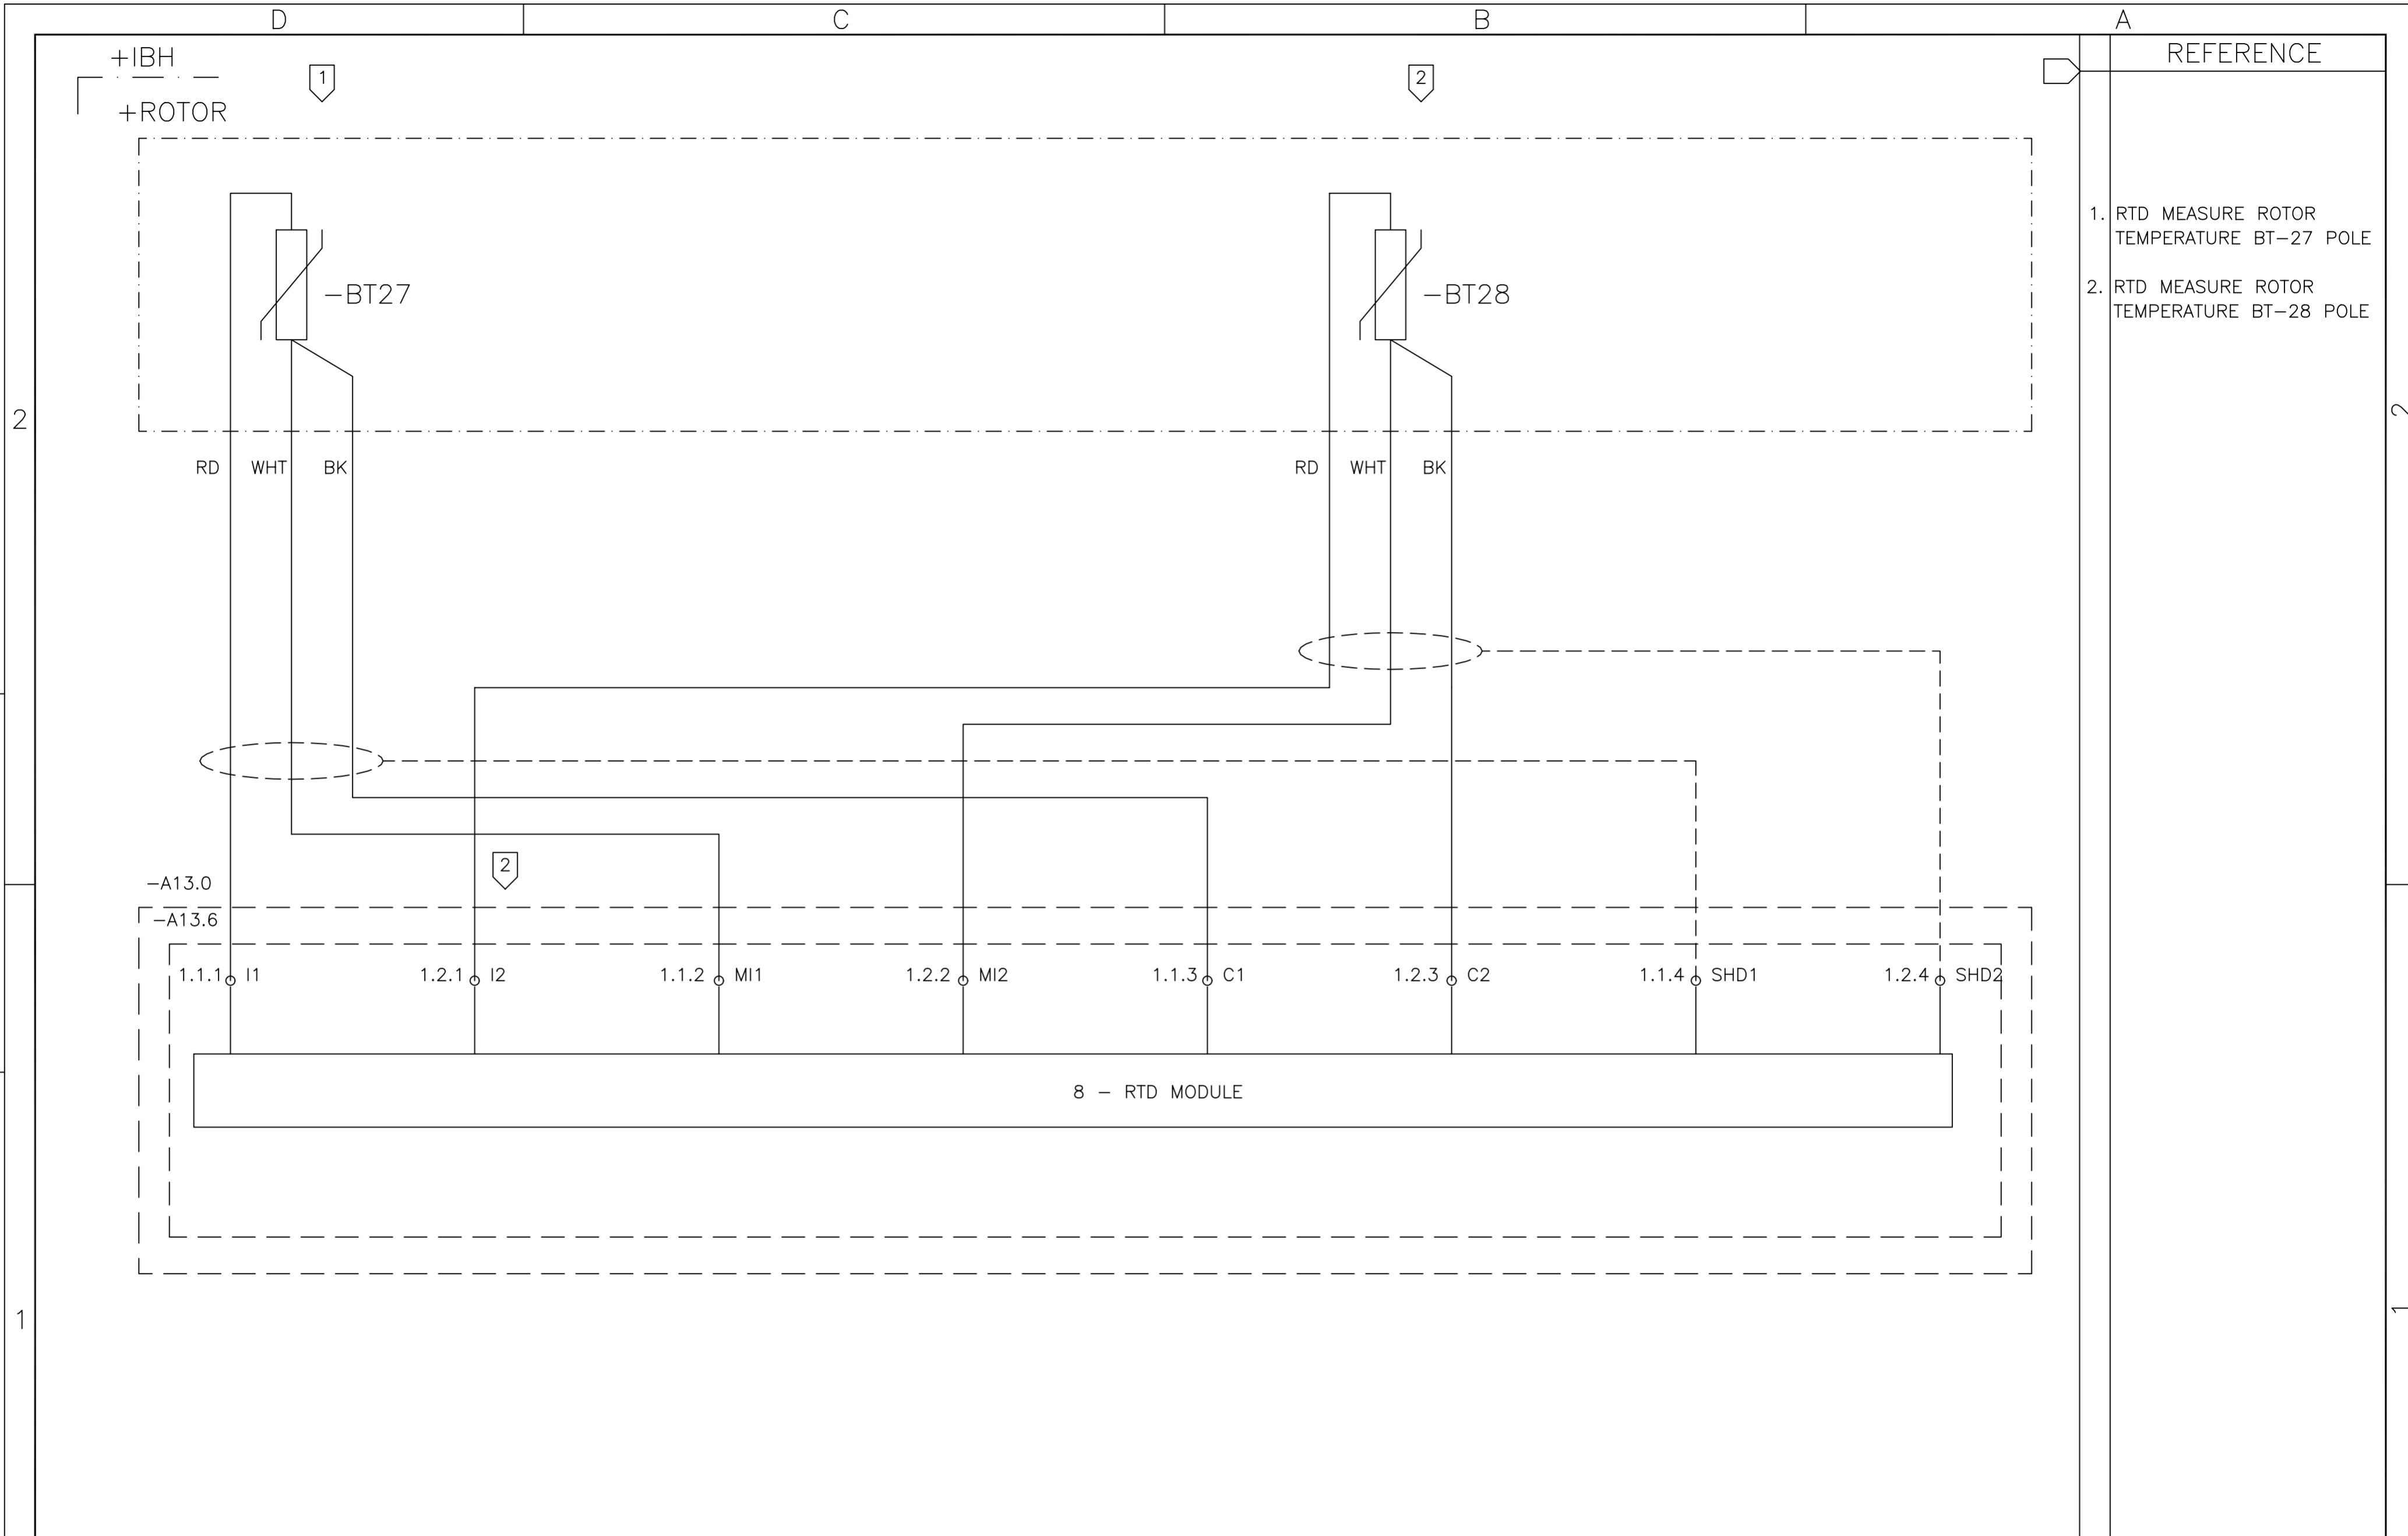 D C B A
+IBH
REFERENCE
1
2
+ROTOR
1. RTD MEASURE ROTOR
TEMPERATURE BT-27 POLE
2. RTD MEASURE ROTOR
TEMPERATURE BT-28 POLE
-BT27
-BT28
2
2
RD WHT BK
RD WHT BK
2
-A13.0
-A13.6
1.1.1 I1
1.2.1 I2
1.1.2 MI1
1.2.2 MI2
1.1.3 C1
1.2.3 C2
1.1.4 SHD1
1.2.4 SHD2
8 - RTD MODULE
1
1